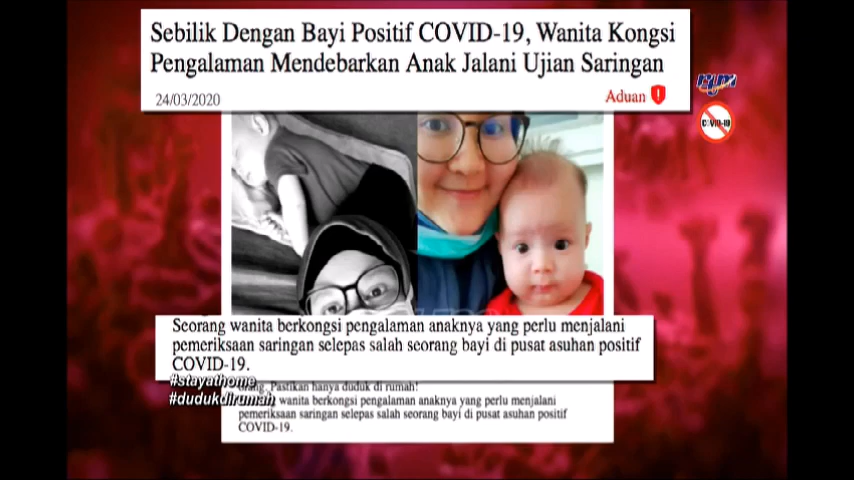 Sebilik Dengan Bayi Positif COVID-19, Wanita Kongsi
Pengalaman Mendebarkan Anak Jalani Ujian Saringan
24/03/2020
Aduan
rtm
COVID-19
Seorang wanita berkongsi pengalaman anaknya yang perlu menjalani
pemeriksaan saringan selepas salah seorang bayi di pusat asuhan positif
COVID-19.
#stayathome
#dudukdirumah
orang. Pastikan hanya duduk di rumah!
wanita berkongsi pengalaman anaknya yang perlu menjalani
pemeriksaan saringan selepas salah seorang bayi di pusat asuhan positif
COVID-19.